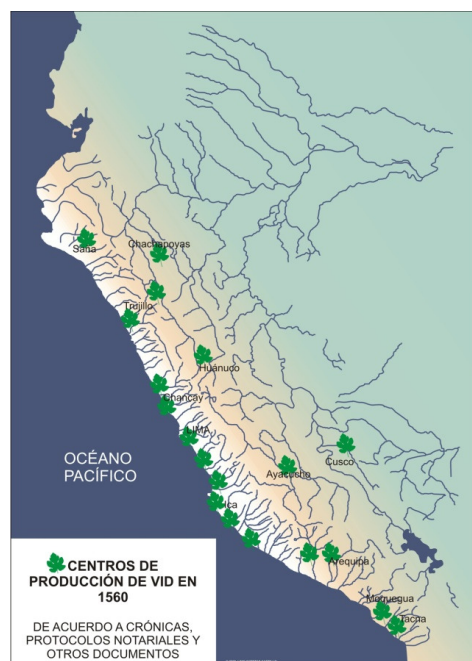 Chachapoyas
Saña
Trujillo
Huánuco
Chancay
LIMA
Cusco
Ayacucho
OCÉANO
PACÍFICO
Ica
Arequipa
Moquegua
Tacna
CENTROS DE
PRODUCCIÓN DE VID EN
1560
DE ACUERDO A CRÓNICAS,
PROTOCOLOS NOTARIALES Y
OTROS DOCUMENTOS